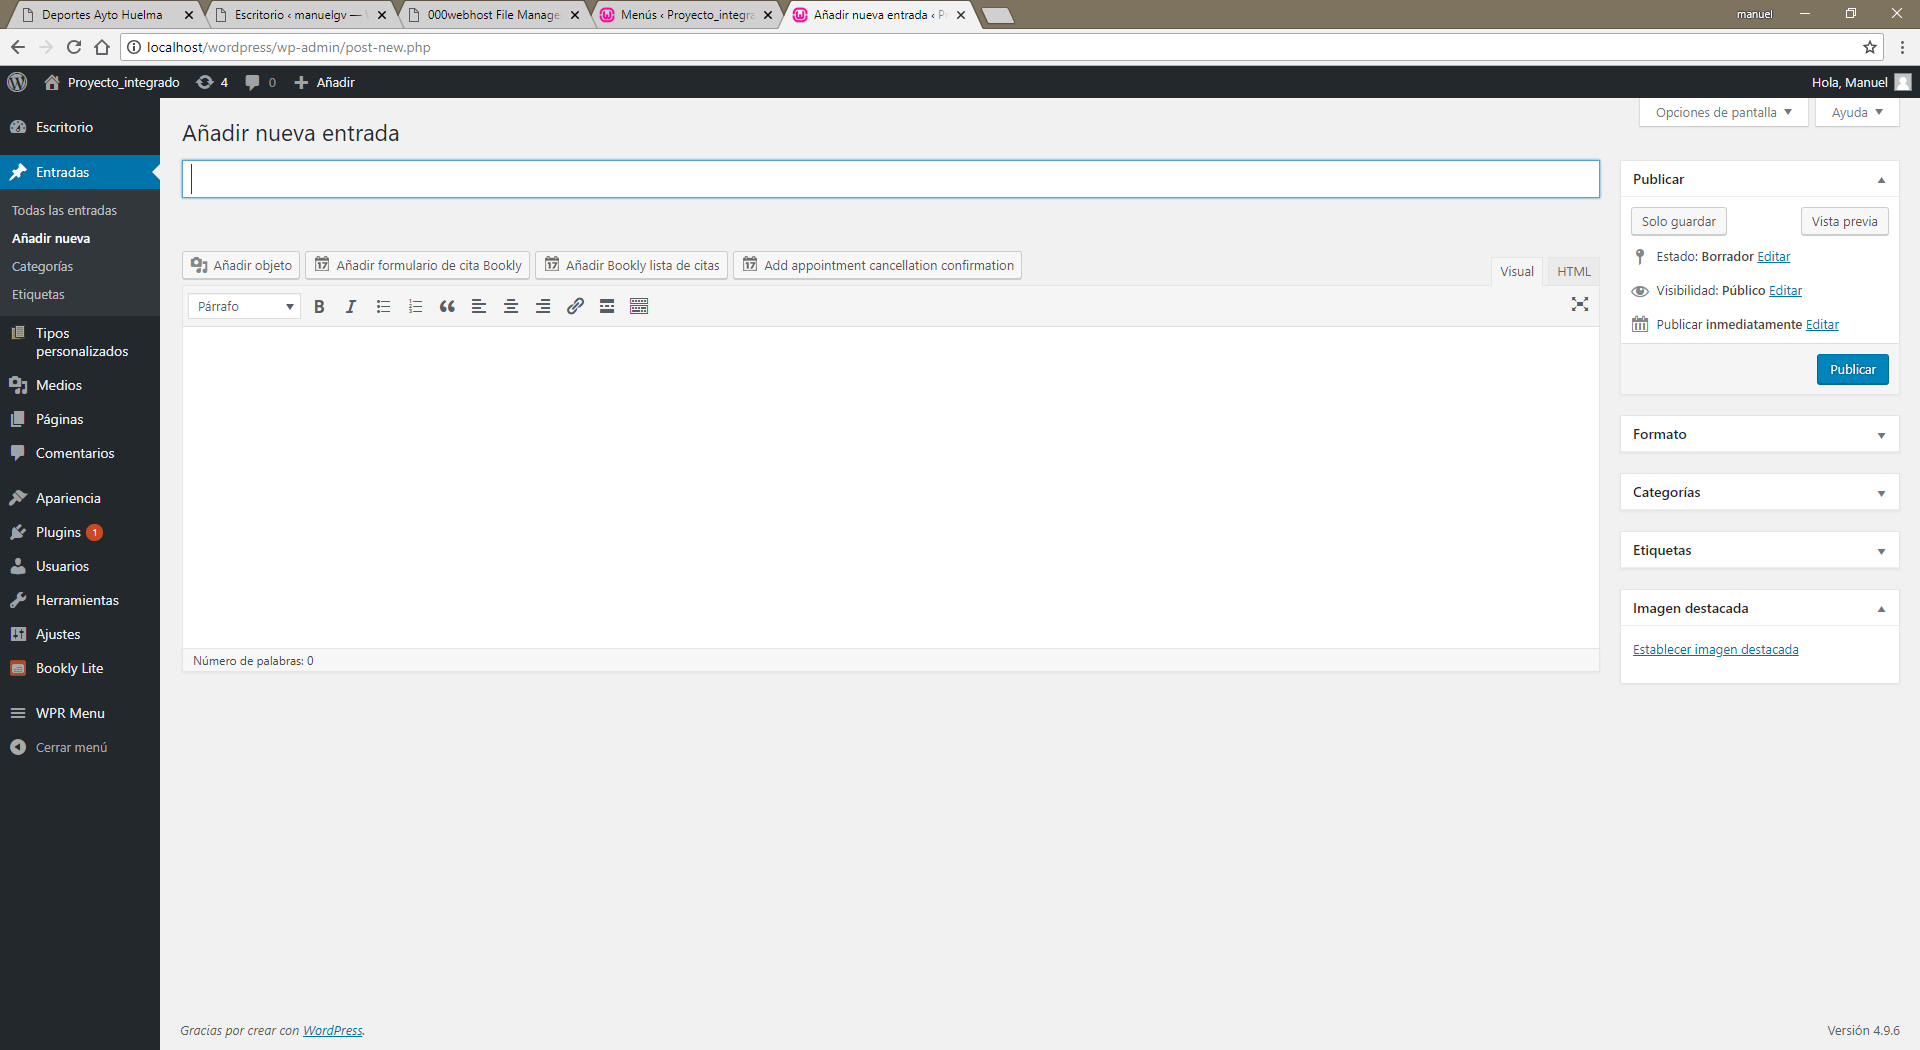 Deportes Ayto Huelma
Escritorio ‹ manuelgv —
000webhost File Manage
Menús ‹ Proyecto_integra
Añadir nueva entrada ‹ P
manuel
localhost/wordpress/wp-admin/post-new.php
Proyecto_integrado
4
0
Añadir
Hola, Manuel
Opciones de pantalla
Ayuda
Escritorio
Entradas
Todas las entradas
Añadir nueva
Categorías
Etiquetas
Tipos
personalizados
Medios
Páginas
Comentarios
Apariencia
Plugins 1
Usuarios
Herramientas
Ajustes
Bookly Lite
WPR Menu
Cerrar menú
Añadir nueva entrada
Añadir objeto
17 Añadir formulario de cita Bookly
17 Añadir Bookly lista de citas
17 Add appointment cancellation confirmation
Visual
HTML
Párrafo
B I
Número de palabras: 0
Publicar
Solo guardar
Vista previa
Estado: Borrador Editar
Visibilidad: Público Editar
Publicar inmediatamente Editar
Publicar
Formato
Categorías
Etiquetas
Imagen destacada
Establecer imagen destacada
Gracias por crear con WordPress.
Versión 4.9.6